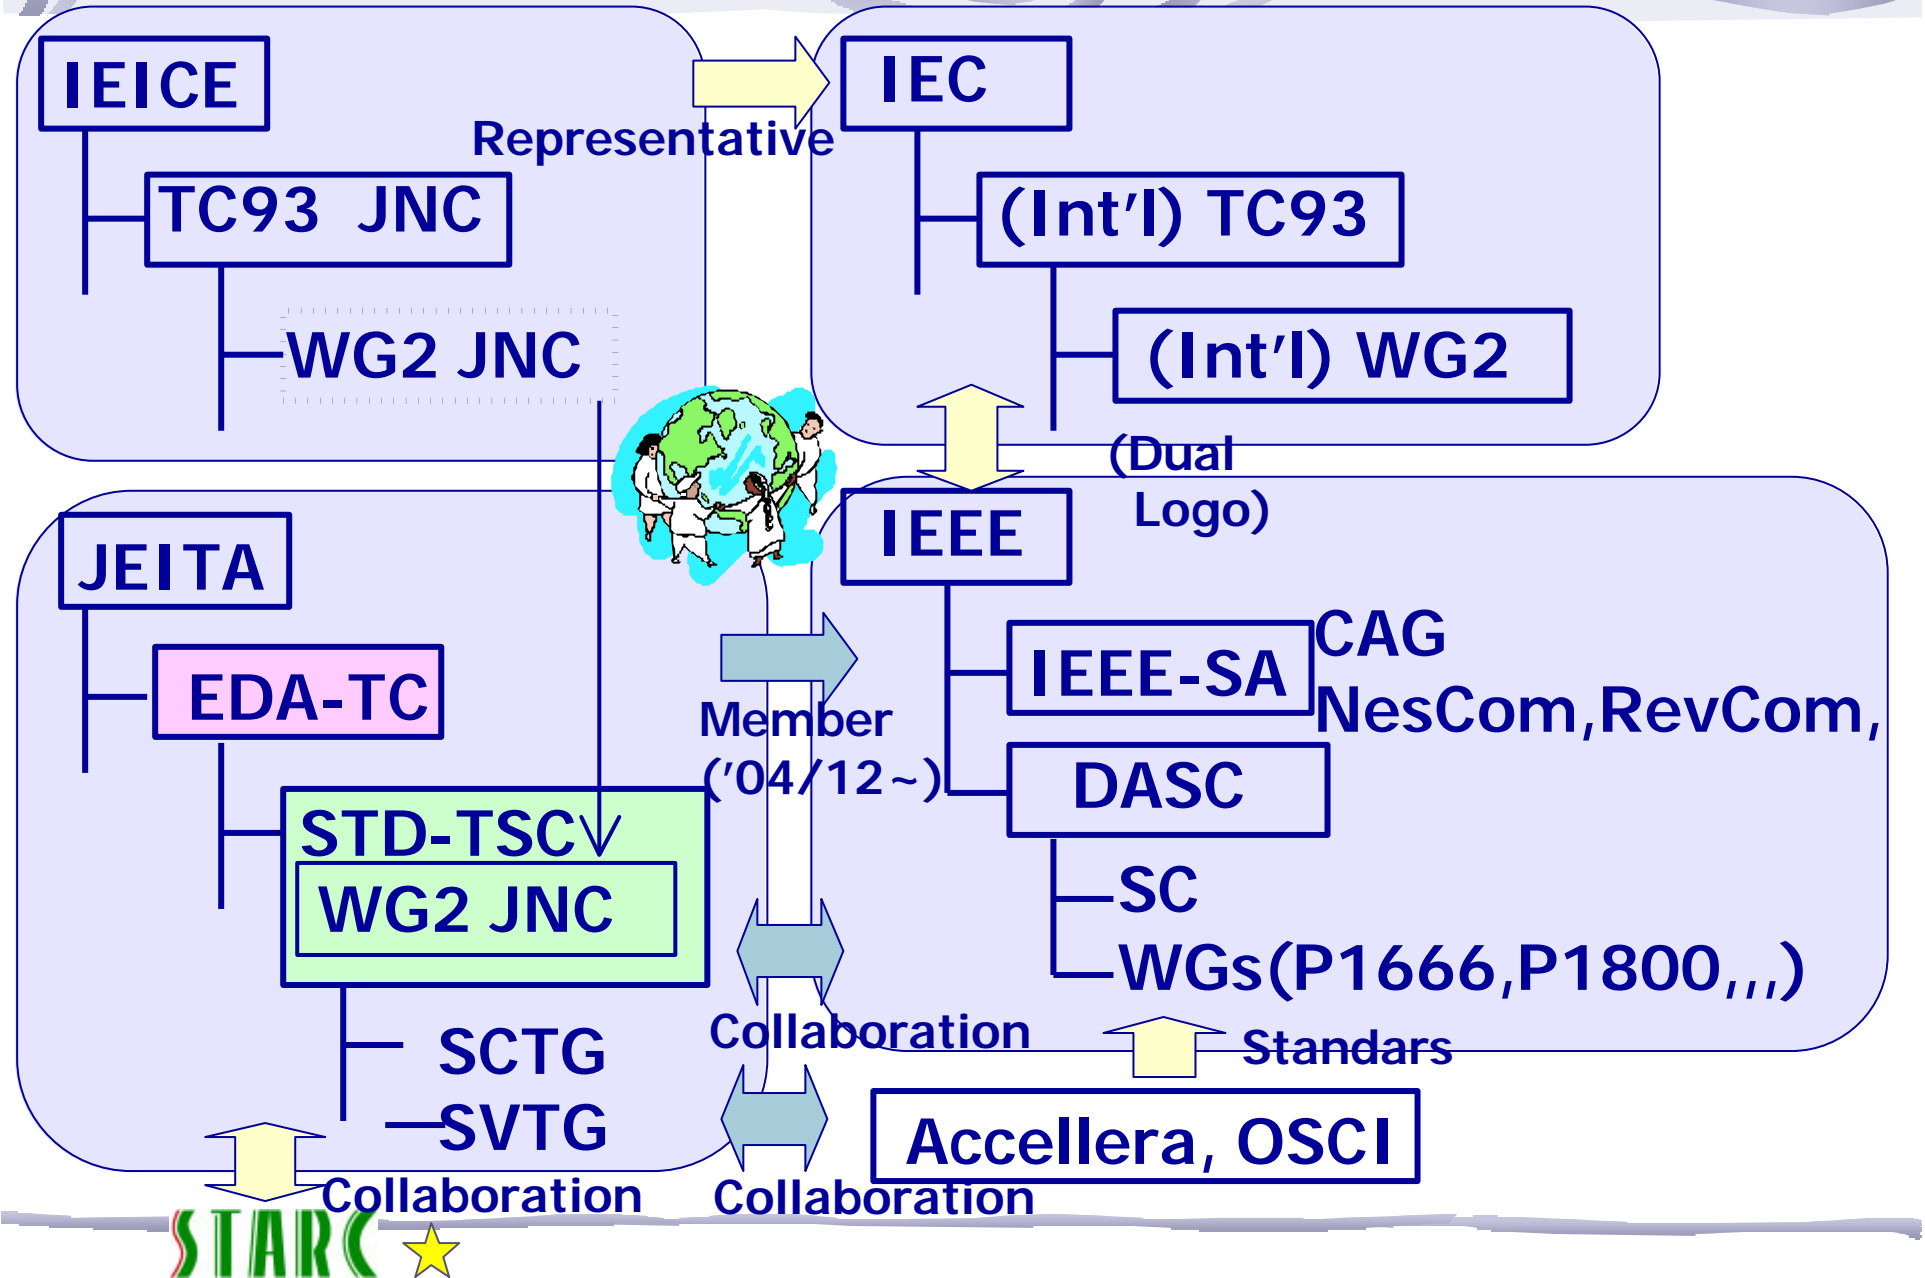 IEICE
TC93 JNC
WG2 JNC
Representative
IEC
(Int'l) TC93
(Int'l) WG2
(Dual
Logo)
JEITA
EDA-TC
STD-TSC
WG2 JNC
SCTG
SVTG
Member
('04/12~)
IEEE
IEEE-SA
CAG
NesCom,RevCom,
DASC
SC
WGs(P1666,P1800,,,)
Collaboration
Standars
Accellera, OSCI
Collaboration
Collaboration
STARC